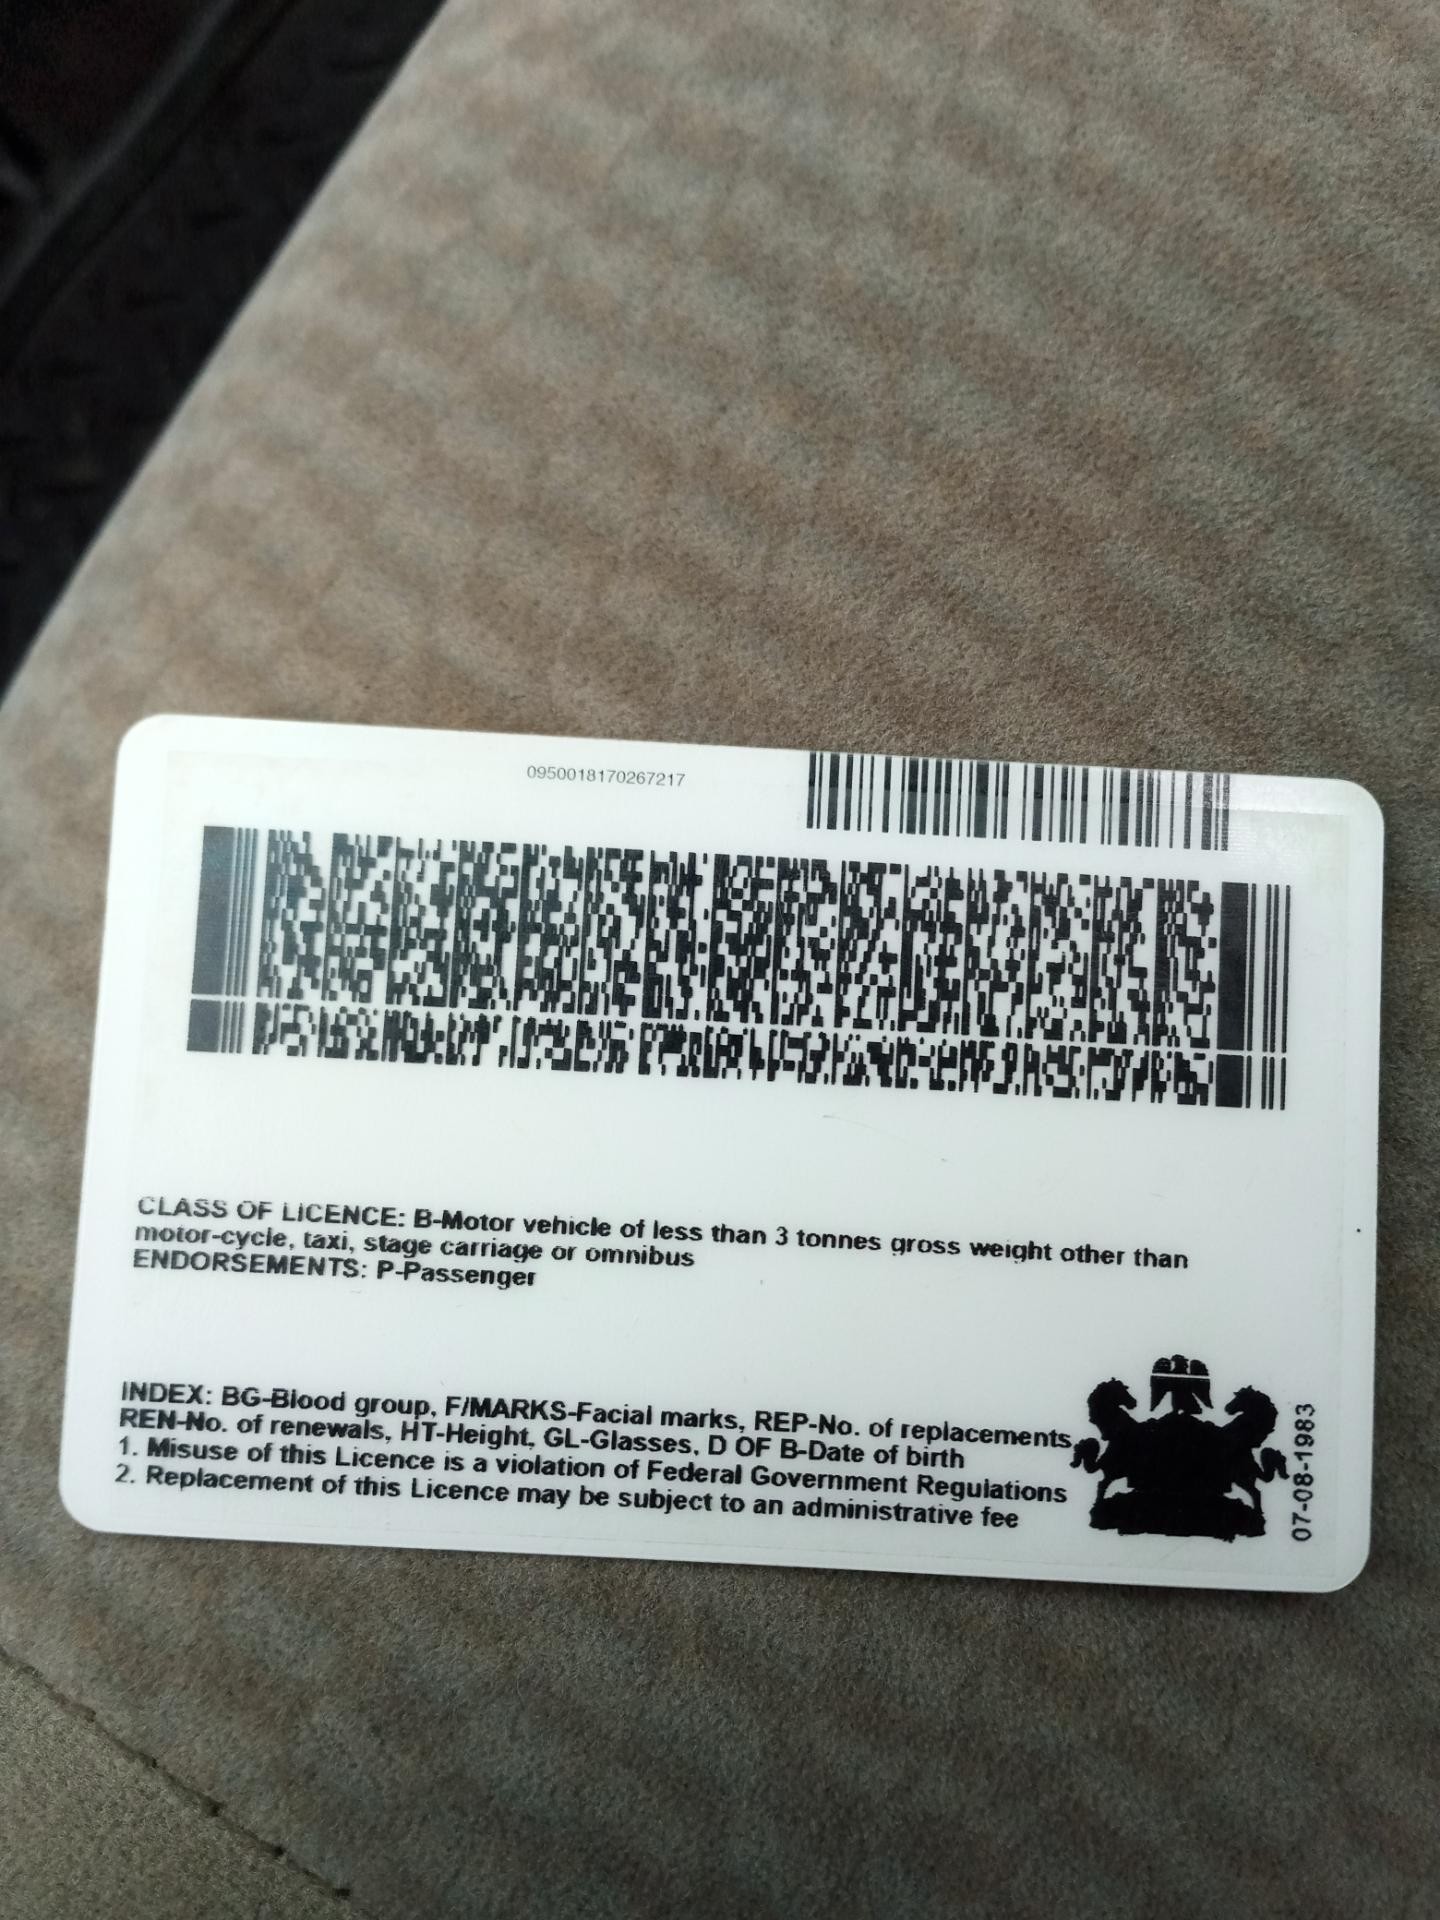 0950018170267217
CLASS OF LICENCE: B-Motor vehicle of less than 3 tonnes gross weight other than
motor-cycle, taxi, stage carriage or omnibus
ENDORSEMENTS: P-Passenger
INDEX: BG-Blood group, F/MARKS-Facial marks, REP-No. of replacements,
REN-No. of renewals, HT-Height, GL-Glasses, D OF B-Date of birth
1. Misuse of this Licence is a violation of Federal Government Regulations
2. Replacement of this Licence may be subject to an administrative fee
07-08-1983